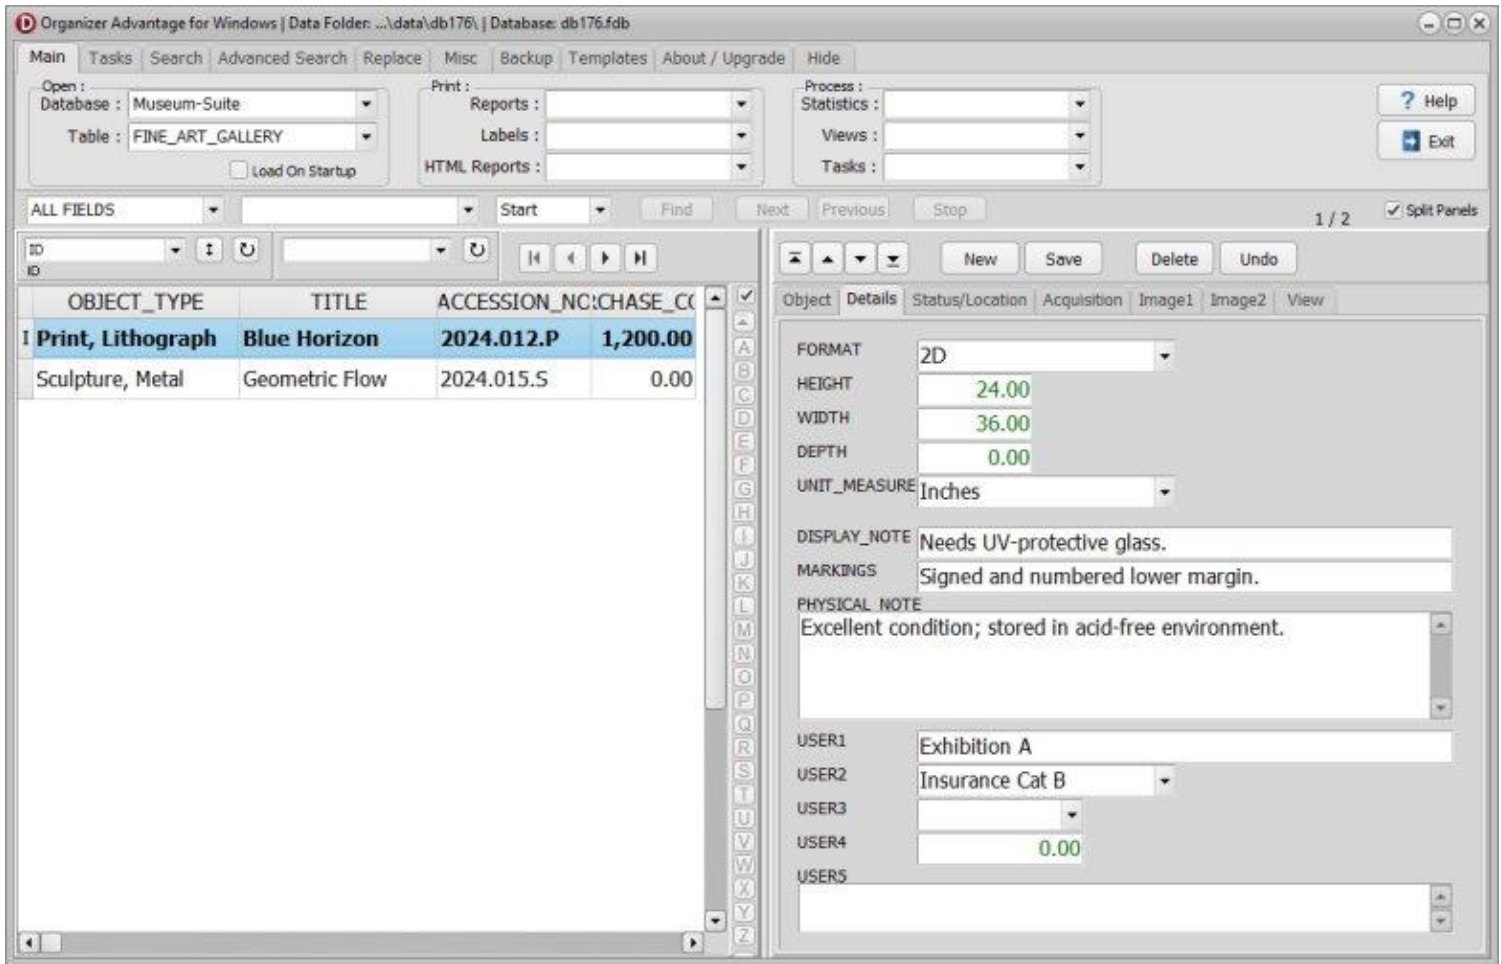 Organizer Advantage for Windows | Data Folder: ...\data\db176\ | Database: db176.fdb
Main Tasks Search Advanced Search Replace Misc Backup Templates About / Upgrade Hide
Open : Print : Process :
Database : Museum-Suite Reports : Statistics : ? Help
Table : FINE_ART_GALLERY Labels : Views : Exit
Load On Startup HTML Reports : Tasks :
ALL FIELDS Start Find Next Previous Stop 1 / 2 Split Panels
ID
ID
New Save Delete Undo
OBJECT_TYPE TITLE ACCESSION_NO RCHASE_CO
I Print, Lithograph Blue Horizon 2024.012.P 1,200.00
Sculpture, Metal Geometric Flow 2024.015.S 0.00
A
B
C
D
E
F
G
H
I
J
K
L
M
N
O
P
Q
R
S
T
U
V
W
X
Y
Z
Object Details Status/Location Acquisition Image1 Image2 View
FORMAT 2D
HEIGHT 24.00
WIDTH 36.00
DEPTH 0.00
UNIT_MEASURE Inches
DISPLAY_NOTE Needs UV-protective glass.
MARKINGS Signed and numbered lower margin.
PHYSICAL_NOTE
Excellent condition; stored in acid-free environment.
USER1 Exhibition A
USER2 Insurance Cat B
USER3
USER4 0.00
USER5